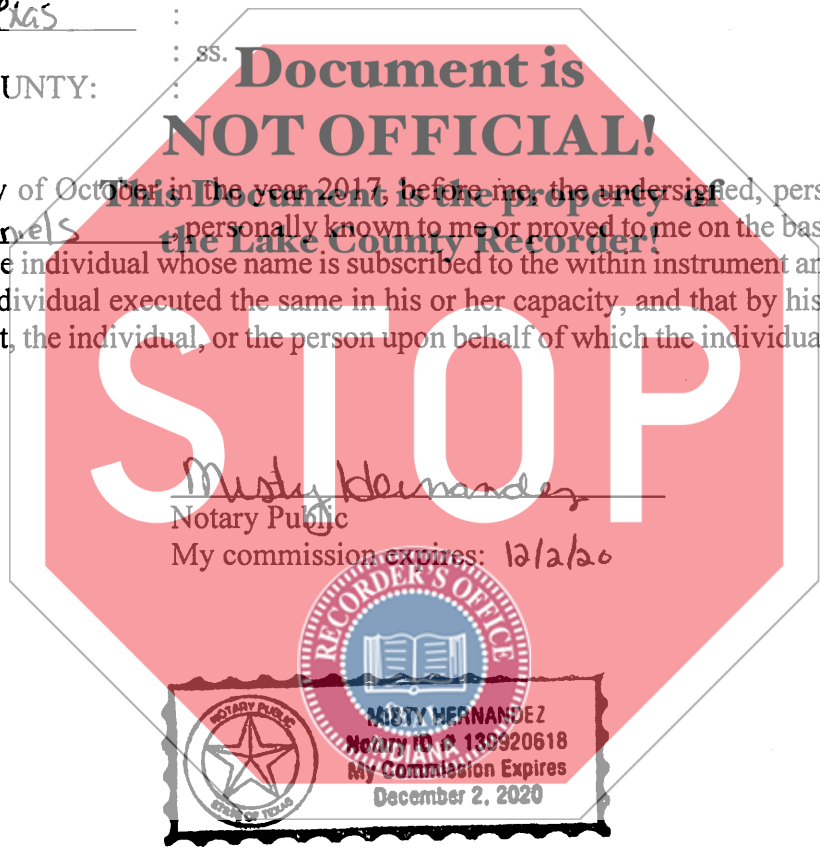 exas :
: ss.
UNTY: :
Document is
NOT OFFICIAL!
y of October in the year 2017, before me, the undersigned, pers
This Document is the property of
niels , personally known to me or proved to me on the bas
the Lake County Recorder!
e individual whose name is subscribed to the within instrument an
dividual executed the same in his or her capacity, and that by his
t, the individual, or the person upon behalf of which the individua
STOP
Misty Hernandez
Notary Public
My commission expires: 12/2/20
RECORDER'S OFFICE
INDIANA
NOTARY PUBLIC
STATE OF TEXAS
MISTY HERNANDEZ
Notary ID # 130920618
My Commission Expires
December 2, 2020